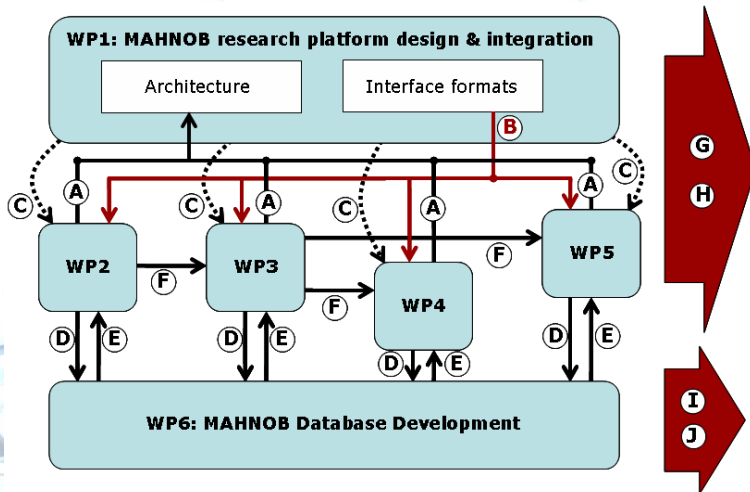 WP1: MAHNOB research platform design & integration
Architecture
Interface formats
B
G
C
A
C
A
C
A
A
C
H
WP2
F
WP3
F
WP4
F
WP5
D
E
D
E
D
E
D
E
I
WP6: MAHNOB Database Development
J